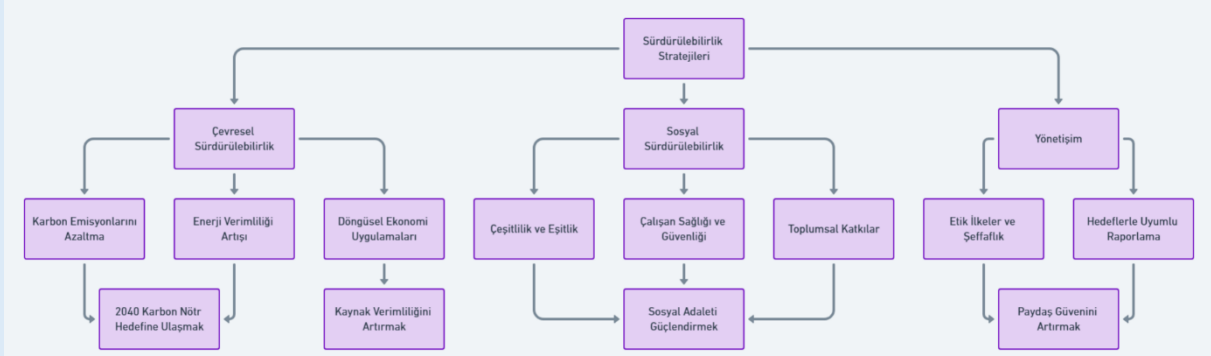 Sürdürülebilirlik
Stratejileri
Çevresel
Sürdürülebilirlik
Sosyal
Sürdürülebilirlik
Yönetişim
Karbon Emisyonlarını
Azaltma
Enerji Verimliliği
Artışı
Döngüsel Ekonomi
Uygulamaları
Çeşitlilik ve Eşitlik
Çalışan Sağlığı ve
Güvenliği
Toplumsal Katkılar
Etik İlkeler ve
Şeffaflık
Hedeflerle Uyumlu
Raporlama
2040 Karbon Nötr
Hedefine Ulaşmak
Kaynak Verimliliğini
Artırmak
Sosyal Adaleti
Güçlendirmek
Paydaş Güvenini
Artırmak